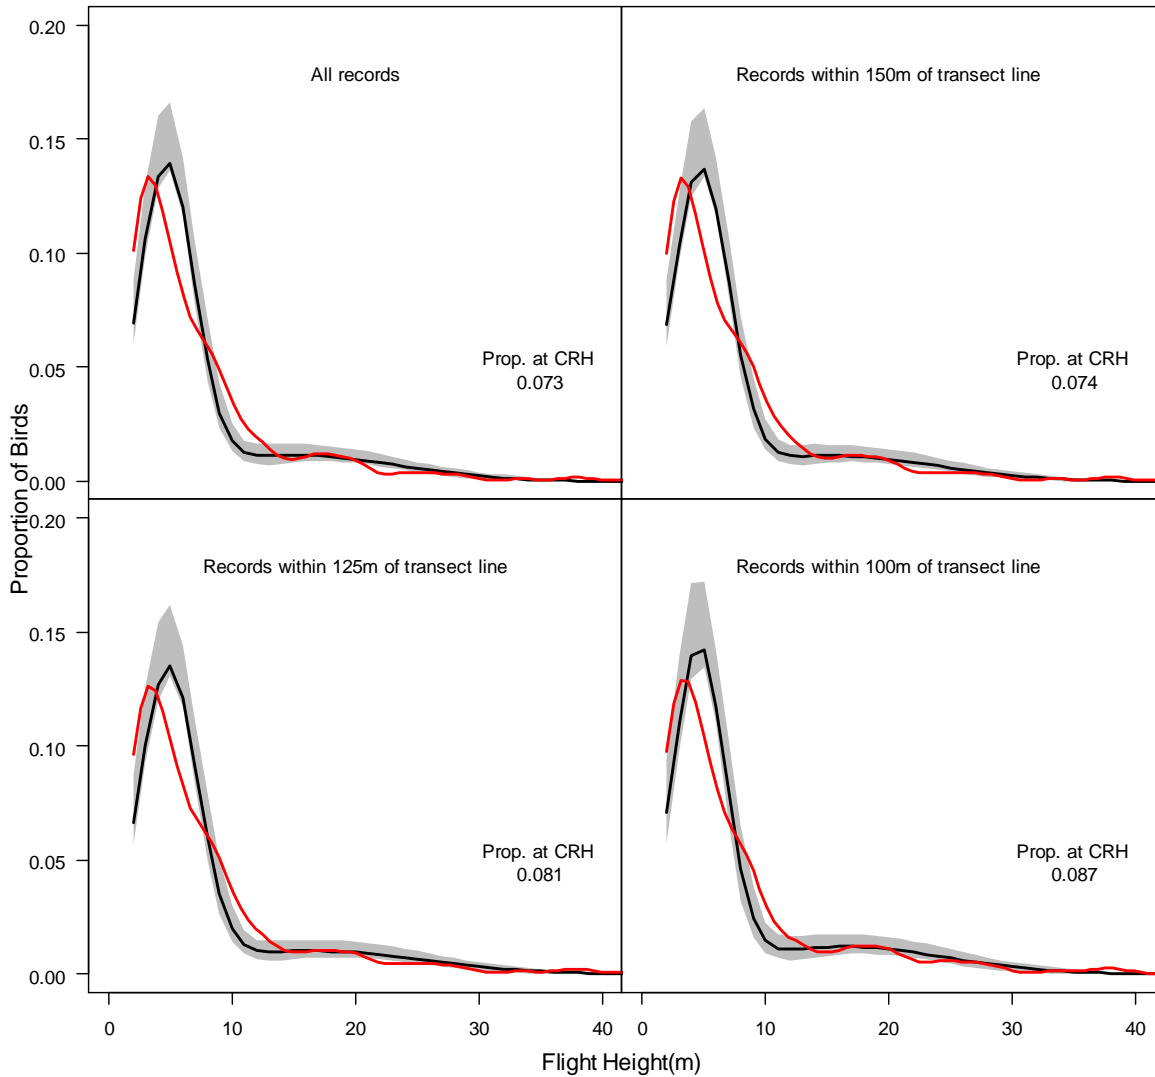 0.20
0.15
0.10
0.05
0.00
All records
Prop. at CRH
0.073
Records within 150m of transect line
Prop. at CRH
0.074
Proportion of Birds
0.20
0.15
0.10
0.05
0.00
Records within 125m of transect line
Prop. at CRH
0.081
Records within 100m of transect line
Prop. at CRH
0.087
0 10 20 30 40
0 10 20 30 40
Flight Height(m)